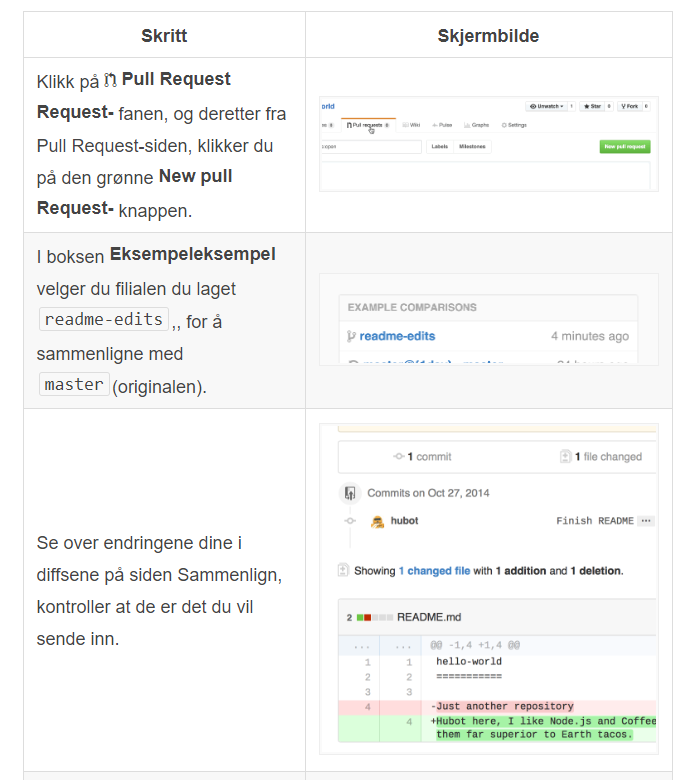 Skritt
Skjermbilde
Klikk på Pull Request
Request- fanen, og deretter fra
Pull Request-siden, klikker du
på den grønne New pull
Request- knappen.
Unwatch 1 Star 0 Fork 0
Pull requests 0 Wiki Pulse Graphs Settings
Labels Milestones New pull request
I boksen Eksempeleksempel
velger du filialen du laget
readme-edits ,, for å
sammenligne med
master (originalen).
EXAMPLE COMPARISONS
readme-edits 4 minutes ago
Se over endringene dine i
diffsene på siden Sammenlign,
kontroller at de er det du vil
sende inn.
1 commit 1 file changed
Commits on Oct 27, 2014
hubot Finish README ...
Showing 1 changed file with 1 addition and 1 deletion.
2 README.md
... ... @@ -1,4 +1,4 @@
1 1 hello-world
2 2 ===========
3 3
4 -Just another repository
4 +Hubot here, I like Node.js and Coffee
them far superior to Earth tacos.